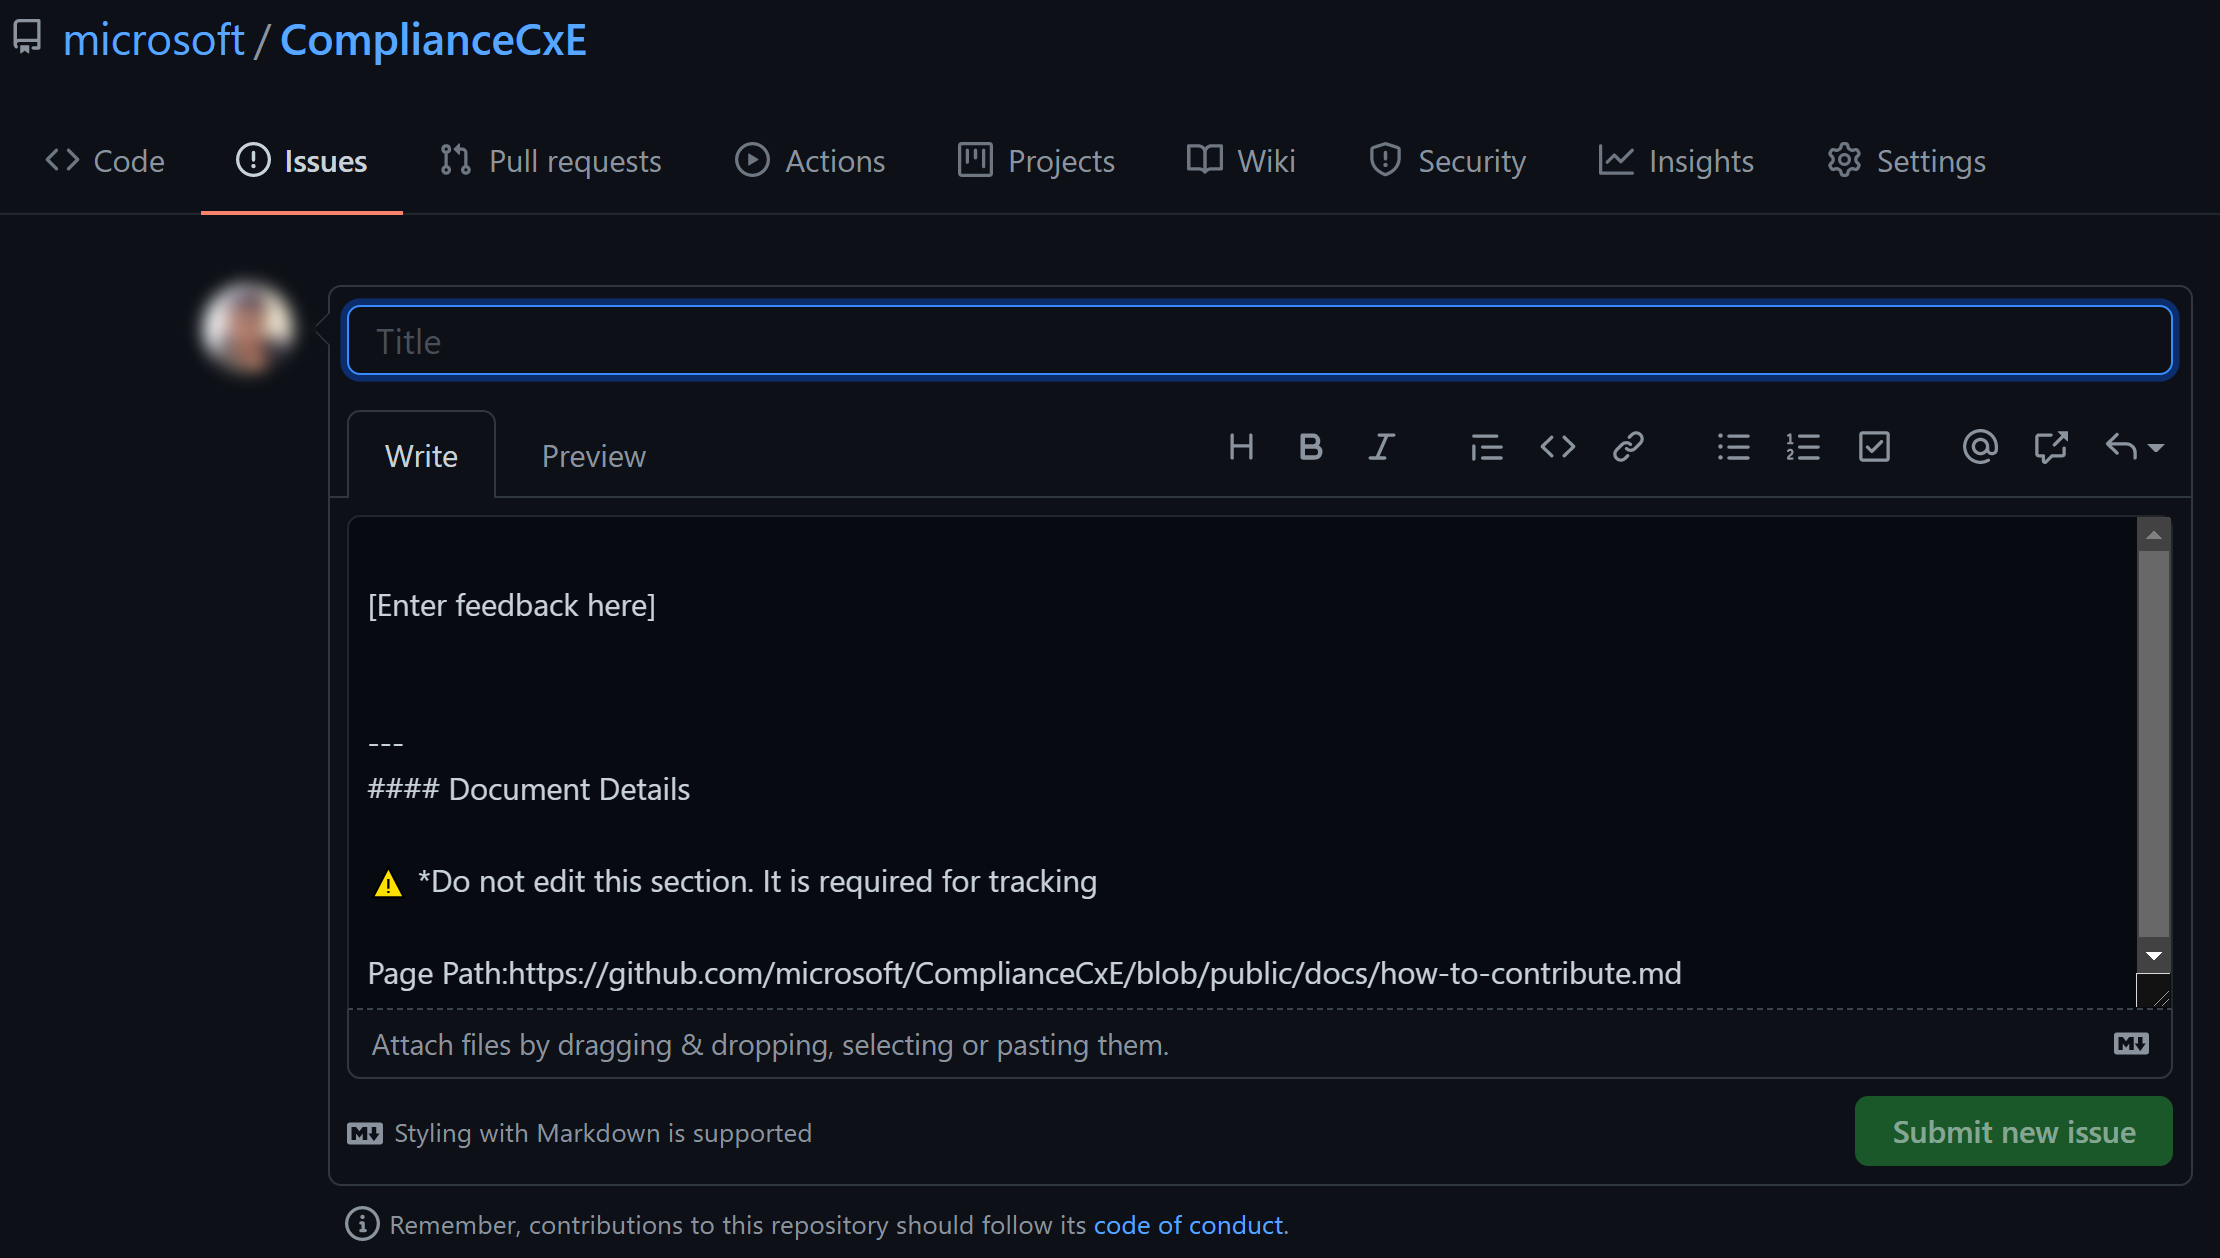 microsoft / ComplianceCxE
Code Issues Pull requests Actions Projects Wiki Security Insights Settings
Title
Write Preview
[Enter feedback here]
---
#### Document Details
⚠ *Do not edit this section. It is required for tracking
Page Path:https://github.com/microsoft/ComplianceCxE/blob/public/docs/how-to-contribute.md
Attach files by dragging & dropping, selecting or pasting them.
Styling with Markdown is supported
Submit new issue
Remember, contributions to this repository should follow its code of conduct.